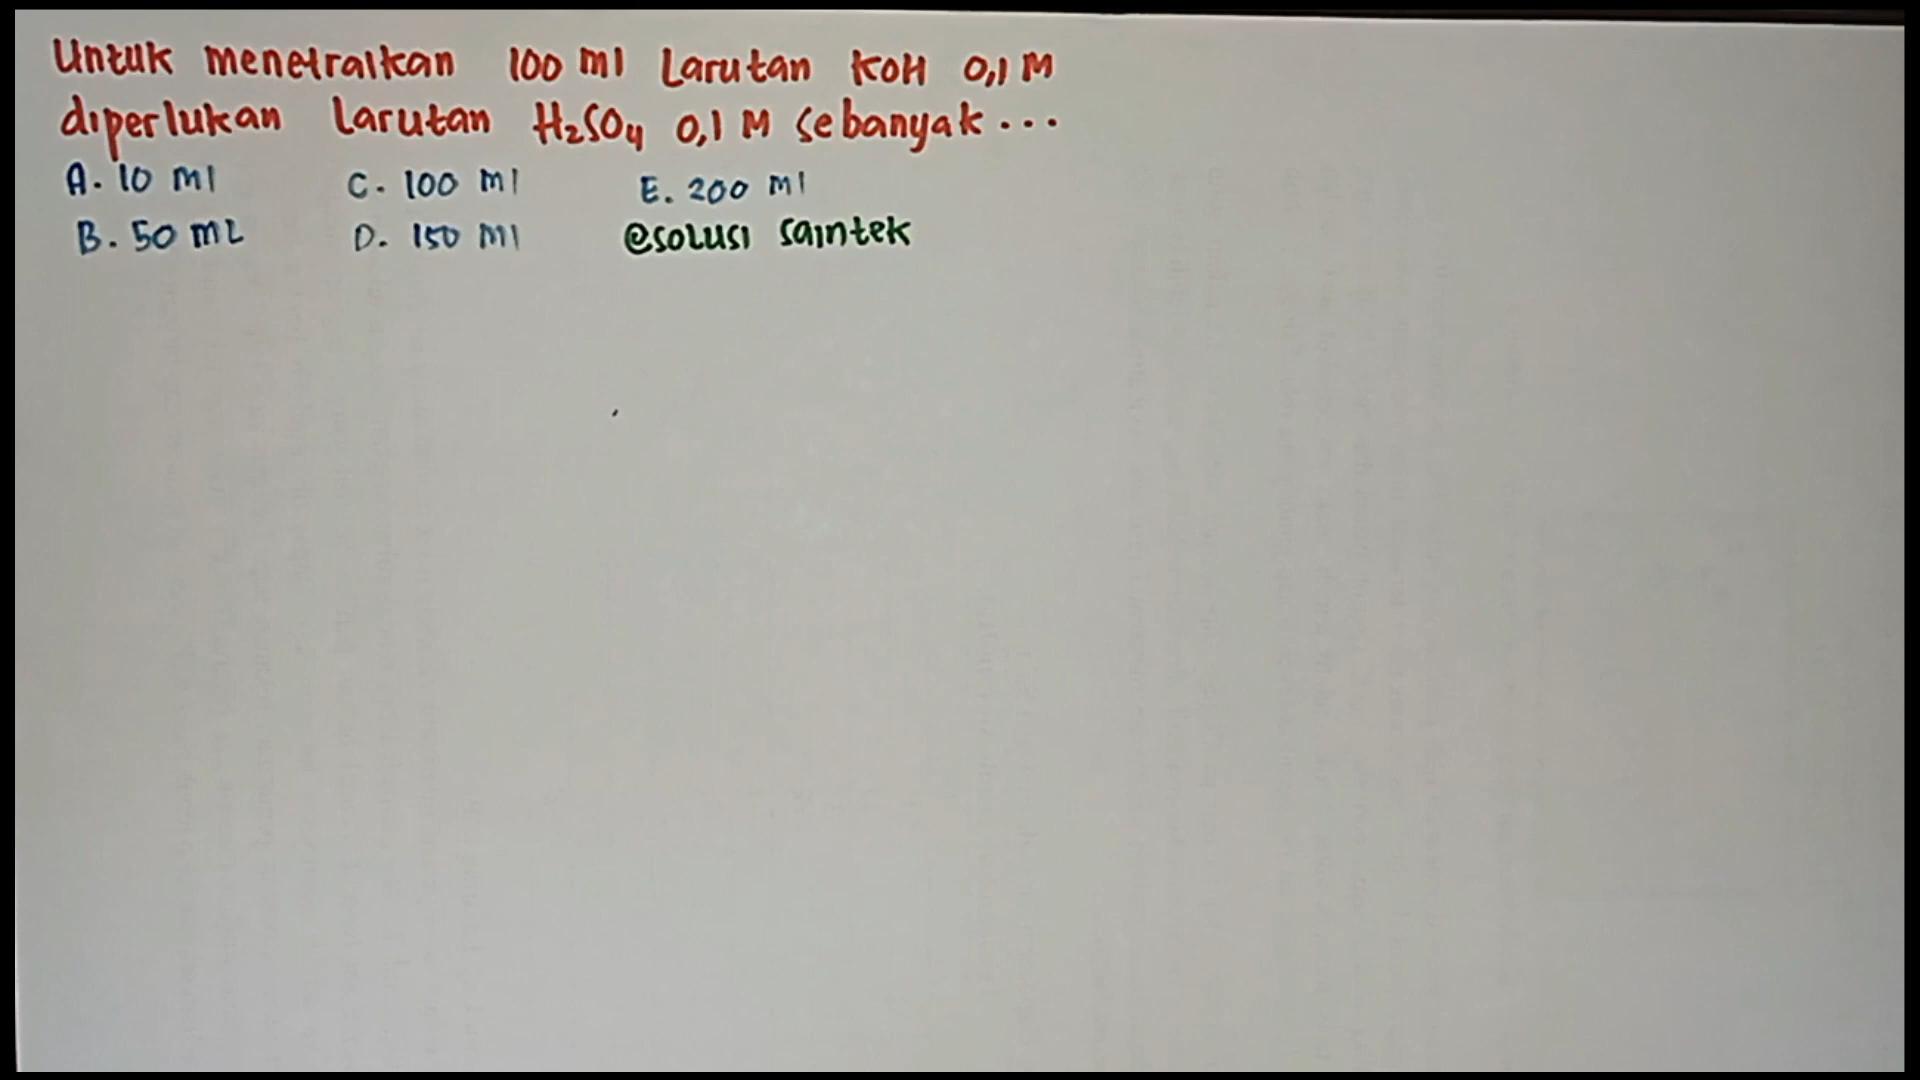 Untuk menetralkan 100 ml Larutan KOH 0,1 M
diperlukan larutan H₂SO₄ 0,1 M sebanyak...
A. 10 ml C. 100 ml E. 200 ml
B. 50 mL D. 150 ml @solusi saintek